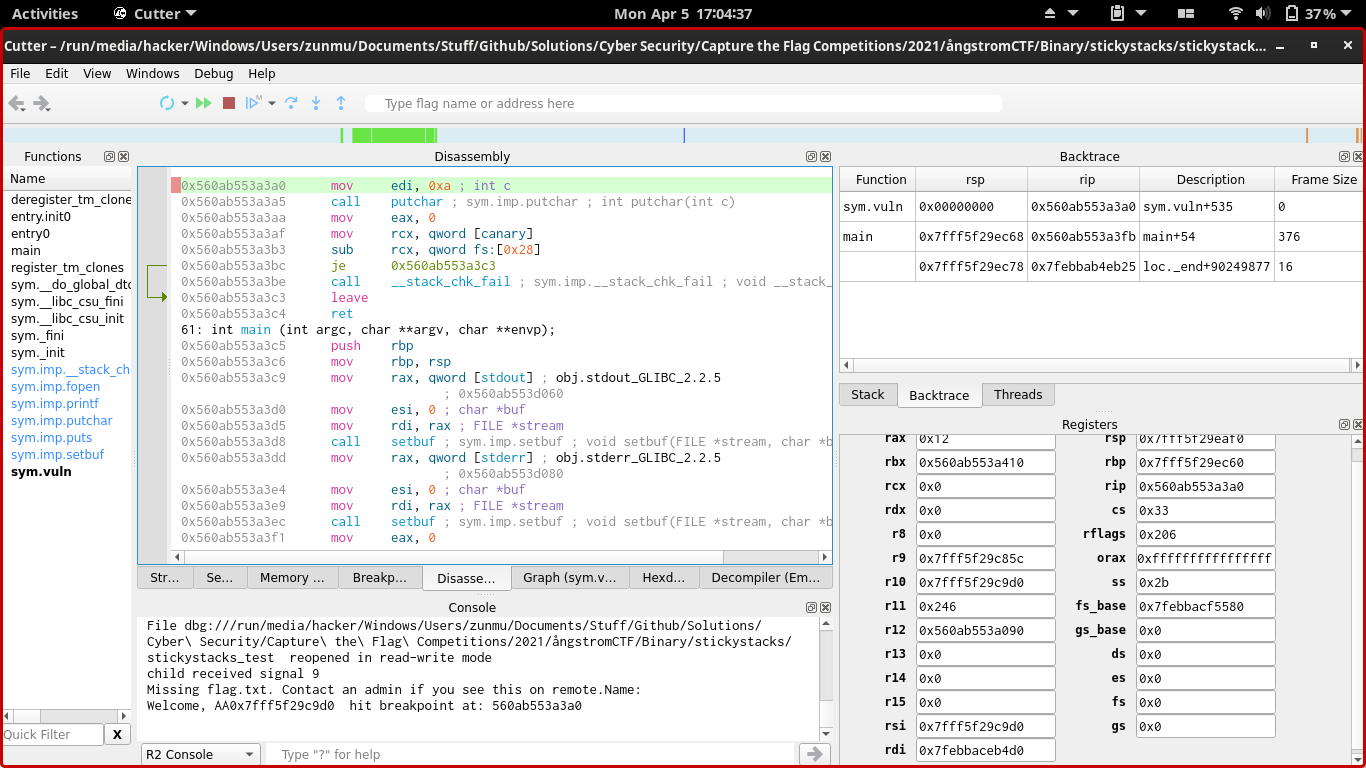 Activities Cutter Mon Apr 5 17:04:37 37%
Cutter – /run/media/hacker/Windows/Users/zunmu/Documents/Stuff/Github/Solutions/Cyber Security/Capture the Flag Competitions/2021/ångstromCTF/Binary/stickystacks/stickystack...
File Edit View Windows Debug Help
Type flag name or address here
Functions
Name
deregister_tm_clone
entry.init0
entry0
main
register_tm_clones
sym.__do_global_dto
sym.__libc_csu_fini
sym.__libc_csu_init
sym._fini
sym._init
sym.imp.__stack_ch
sym.imp.fopen
sym.imp.printf
sym.imp.putchar
sym.imp.puts
sym.imp.setbuf
sym.vuln
Quick Filter X
Disassembly
0x560ab553a3a0 mov edi, 0xa ; int c
0x560ab553a3a5 call putchar ; sym.imp.putchar ; int putchar(int c)
0x560ab553a3aa mov eax, 0
0x560ab553a3af mov rcx, qword [canary]
0x560ab553a3b3 sub rcx, qword fs:[0x28]
0x560ab553a3bc je 0x560ab553a3c3
0x560ab553a3be call __stack_chk_fail ; sym.imp.__stack_chk_fail ; void __stack_
0x560ab553a3c3 leave
0x560ab553a3c4 ret
61: int main (int argc, char **argv, char **envp);
0x560ab553a3c5 push rbp
0x560ab553a3c6 mov rbp, rsp
0x560ab553a3c9 mov rax, qword [stdout] ; obj.stdout_GLIBC_2.2.5
; 0x560ab553d060
0x560ab553a3d0 mov esi, 0 ; char *buf
0x560ab553a3d5 mov rdi, rax ; FILE *stream
0x560ab553a3d8 call setbuf ; sym.imp.setbuf ; void setbuf(FILE *stream, char *b
0x560ab553a3dd mov rax, qword [stderr] ; obj.stderr_GLIBC_2.2.5
; 0x560ab553d080
0x560ab553a3e4 mov esi, 0 ; char *buf
0x560ab553a3e9 mov rdi, rax ; FILE *stream
0x560ab553a3ec call setbuf ; sym.imp.setbuf ; void setbuf(FILE *stream, char *b
0x560ab553a3f1 mov eax, 0
Str... Se... Memory ... Breakp... Disasse... Graph (sym.v... Hexd... Decompiler (Em...
Console
File dbg:///run/media/hacker/Windows/Users/zunmu/Documents/Stuff/Github/Solutions/
Cyber\ Security/Capture\ the\ Flag\ Competitions/2021/ångstromCTF/Binary/stickystacks/
stickystacks_test reopened in read-write mode
child received signal 9
Missing flag.txt. Contact an admin if you see this on remote.Name:
Welcome, AA0x7fff5f29c9d0 hit breakpoint at: 560ab553a3a0
R2 Console Type "?" for help
Backtrace
Function rsp rip Description Frame Size
sym.vuln 0x00000000 0x560ab553a3a0 sym.vuln+535 0
main 0x7fff5f29ec68 0x560ab553a3fb main+54 376
0x7fff5f29ec78 0x7febbab4eb25 loc._end+90249877 16
Stack Backtrace Threads
Registers
rax 0x12 rsp 0x7fff5f29eaf0
rbx 0x560ab553a410 rbp 0x7fff5f29ec60
rcx 0x0 rip 0x560ab553a3a0
rdx 0x0 cs 0x33
r8 0x0 rflags 0x206
r9 0x7fff5f29c85c orax 0xffffffffffffffff
r10 0x7fff5f29c9d0 ss 0x2b
r11 0x246 fs_base 0x7febbacf5580
r12 0x560ab553a090 gs_base 0x0
r13 0x0 ds 0x0
r14 0x0 es 0x0
r15 0x0 fs 0x0
rsi 0x7fff5f29c9d0 gs 0x0
rdi 0x7febbaceb4d0